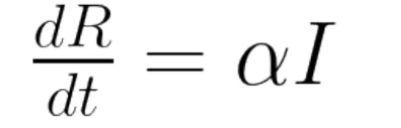 dR/dt = αI